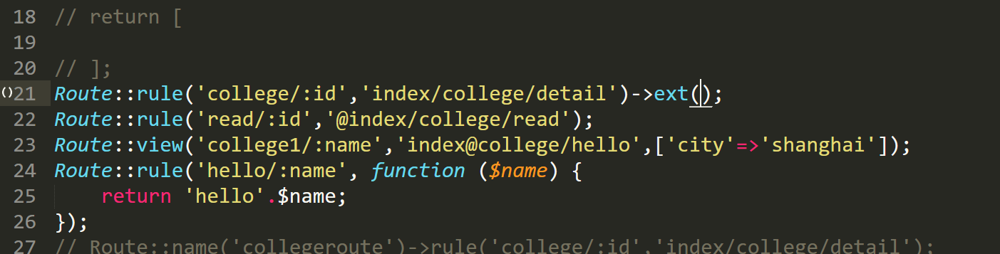 18 // return [
19
20 // ];
()21 Route::rule('college/:id','index/college/detail')->ext();
22 Route::rule('read/:id','@index/college/read');
23 Route::view('college1/:name','index@college/hello',['city'=>'shanghai']);
24 Route::rule('hello/:name', function ($name) {
25     return 'hello'.$name;
26 });
27 // Route::name('collegeroute')->rule('college/:id','index/college/detail');